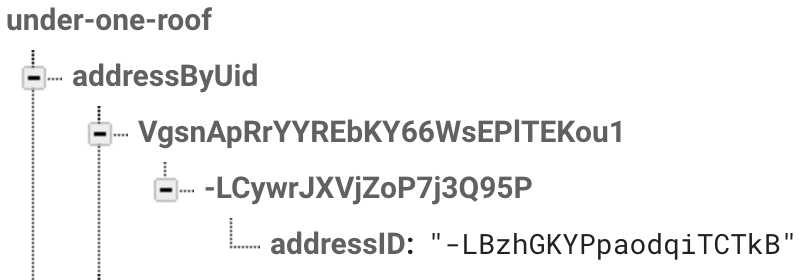 under-one-roof
addressByUid
VgsnApRrYYREbKY66WsEPlTEKou1
-LCywrJXVjZoP7j3Q95P
addressID: "-LBzhGKYPpaodqiTCTkB"